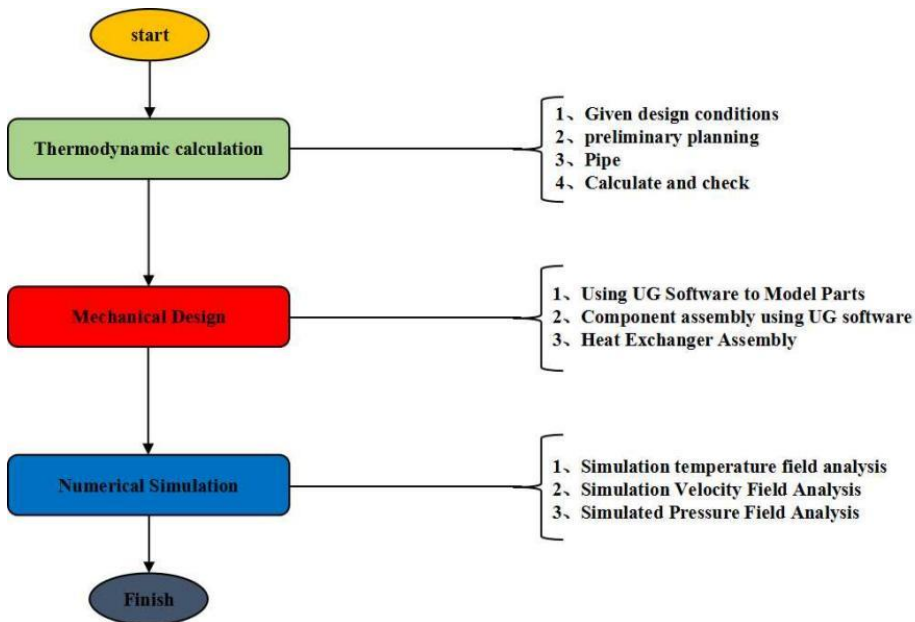 start
Thermodynamic calculation
1、Given design conditions
2、preliminary planning
3、Pipe
4、Calculate and check
Mechanical Design
1、Using UG Software to Model Parts
2、Component assembly using UG software
3、Heat Exchanger Assembly
Numerical Simulation
1、Simulation temperature field analysis
2、Simulation Velocity Field Analysis
3、Simulated Pressure Field Analysis
Finish